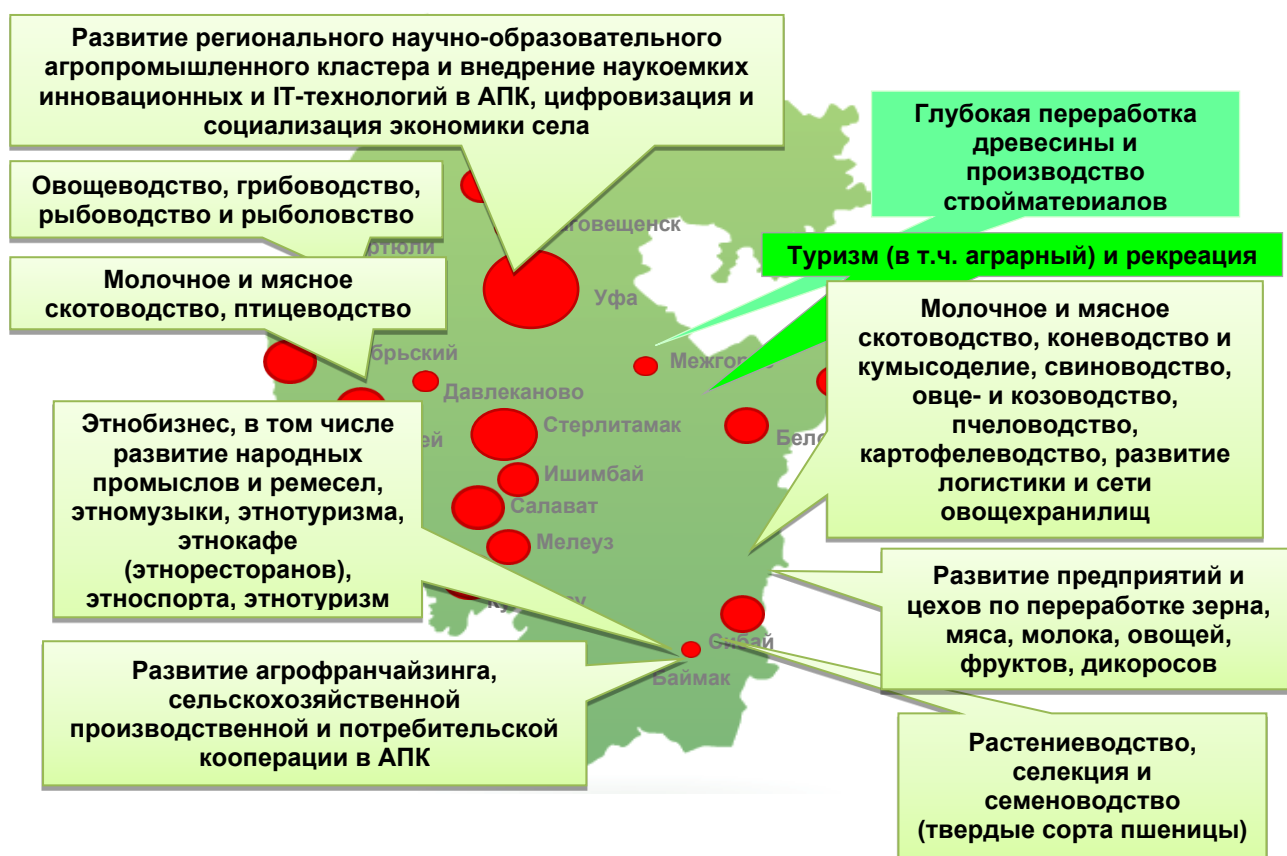 Развитие регионального научно-образовательного
агропромышленного кластера и внедрение наукоемких
инновационных и IT-технологий в АПК, цифровизация и
социализация экономики села
Глубокая переработка
древесины и
производство
стройматериалов
Овощеводство, грибоводство,
рыбоводство и рыболовство
Туризм (в т.ч. аграрный) и рекреация
Молочное и мясное
скотоводство, птицеводство
Уфа
Молочное и мясное
скотоводство, коневодство и
кумысоделие, свиноводство,
овце- и козоводство,
пчеловодство,
картофелеводство, развитие
логистики и сети
овощехранилищ
Давлеканово
Стерлитамак
Ишимбай
Салават
Мелеуз
Этнобизнес, в том числе
развитие народных
промыслов и ремесел,
этномузыки, этнотуризма,
этнокафе
(этноресторанов),
этноспорта, этнотуризм
Развитие предприятий и
цехов по переработке зерна,
мяса, молока, овощей,
фруктов, дикоросов
Сибай
Баймак
Развитие агрофранчайзинга,
сельскохозяйственной
производственной и потребительской
кооперации в АПК
Растениеводство,
селекция и
семеноводство
(твердые сорта пшеницы)